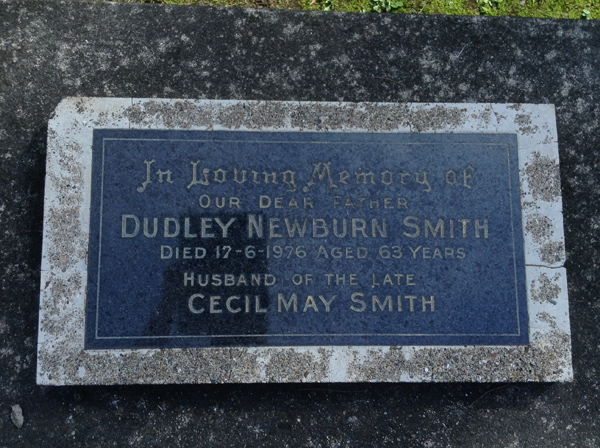 In Loving Memory of
OUR DEAR FATHER
DUDLEY NEWBURN SMITH
DIED 17-6-1976 AGED 63 YEARS
HUSBAND OF THE LATE
CECIL MAY SMITH